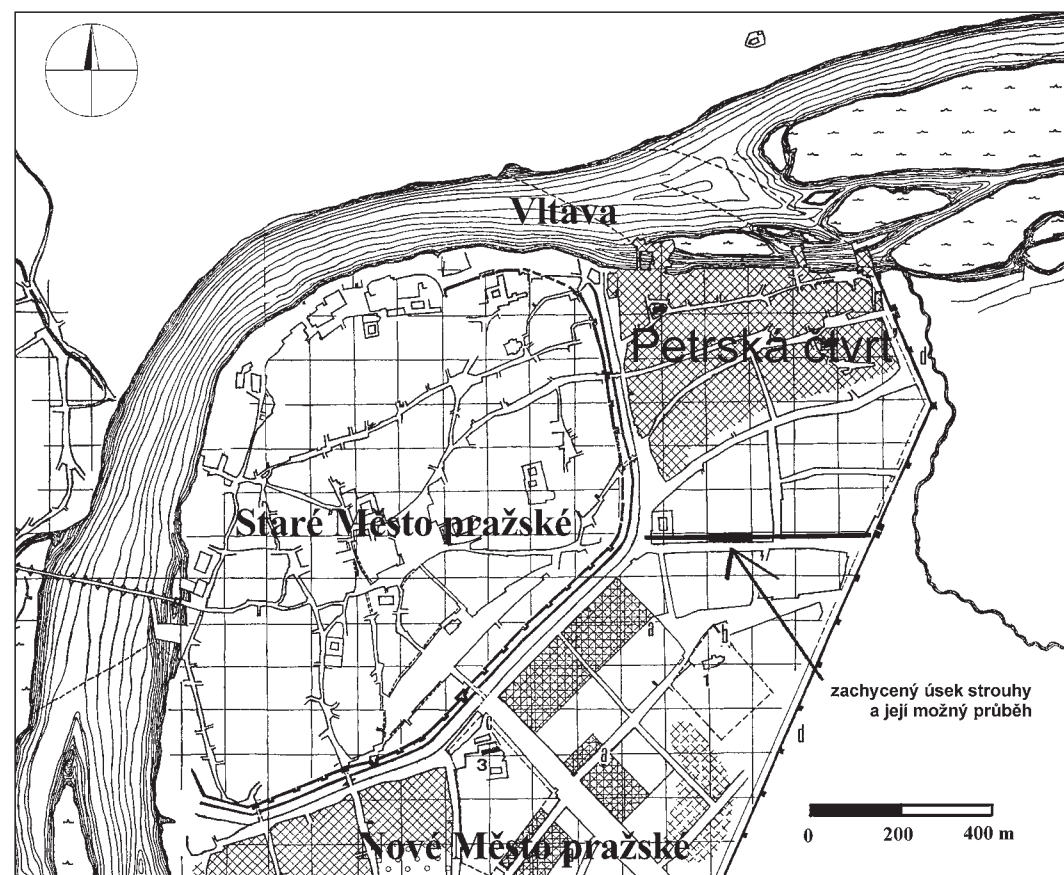 Vltava
Petrská čtvrt
d
Staré Město pražské
a
b
1
zachycený úsek strouhy
a její možný průběh
d
c
3
a
0 200 400 m
Nové Město pražské